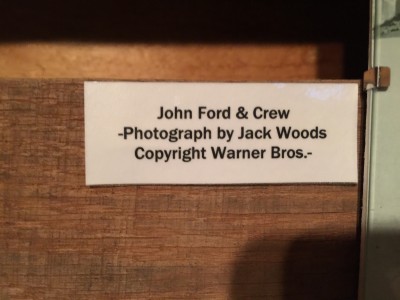 John Ford & Crew
-Photograph by Jack Woods
Copyright Warner Bros.-